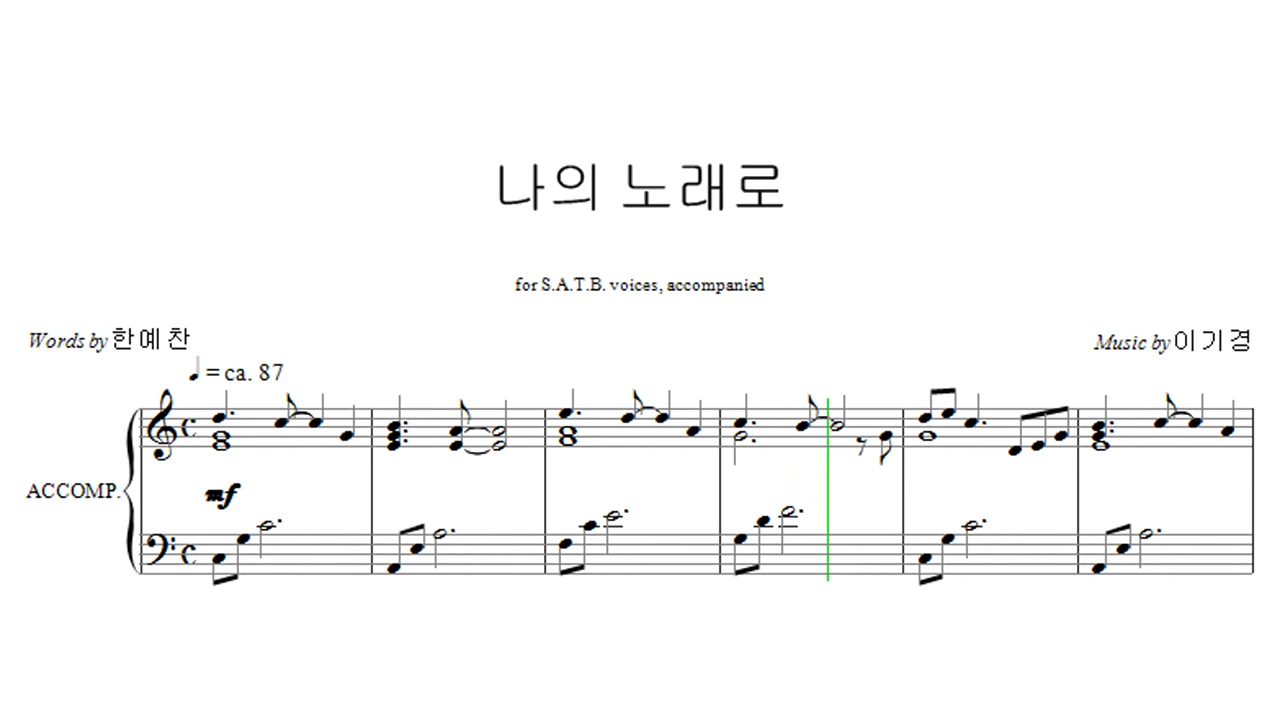 나의 노래로
for S.A.T.B. voices, accompanied
Words by 한예찬
Music by 이기경
♩ = ca. 87
ACCOMP.
mf